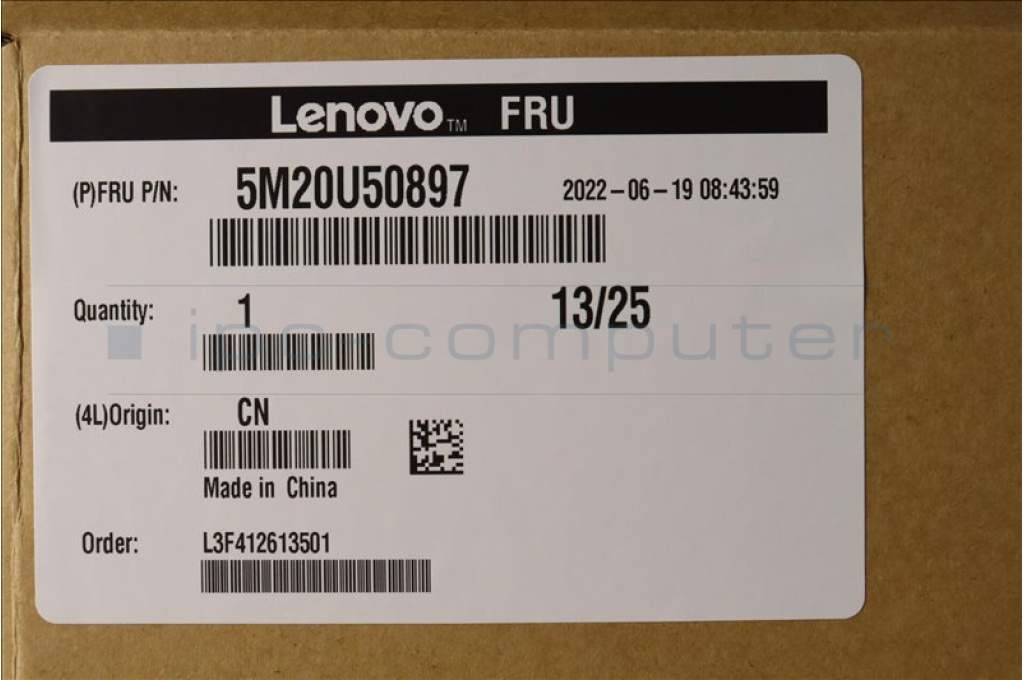 Lenovo™ FRU
(P)FRU P/N: 5M20U50897 2022-06-19 08:43:59
Quantity: 1 13/25
ipc-computer
(4L)Origin: CN
Made in China
Order: L3F412613501